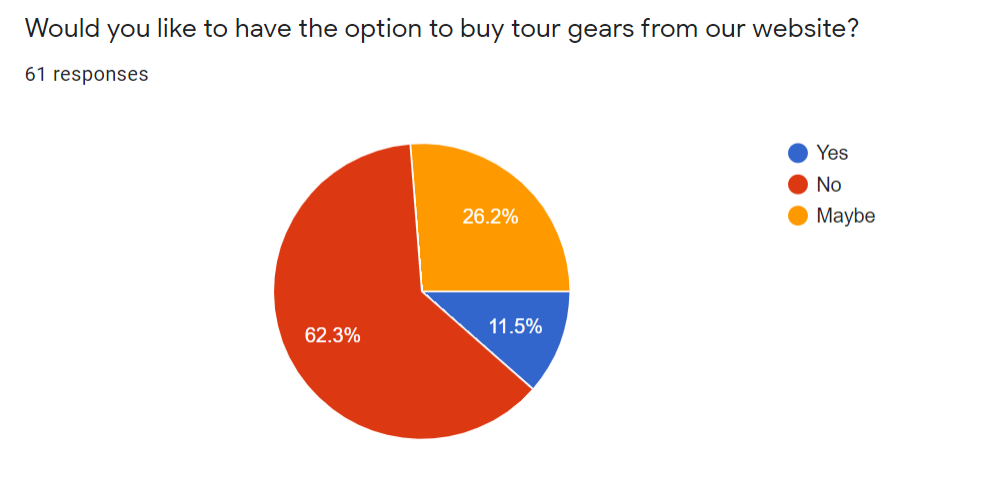 Would you like to have the option to buy tour gears from our website?
61 responses
Yes
No
Maybe
26.2%
11.5%
62.3%